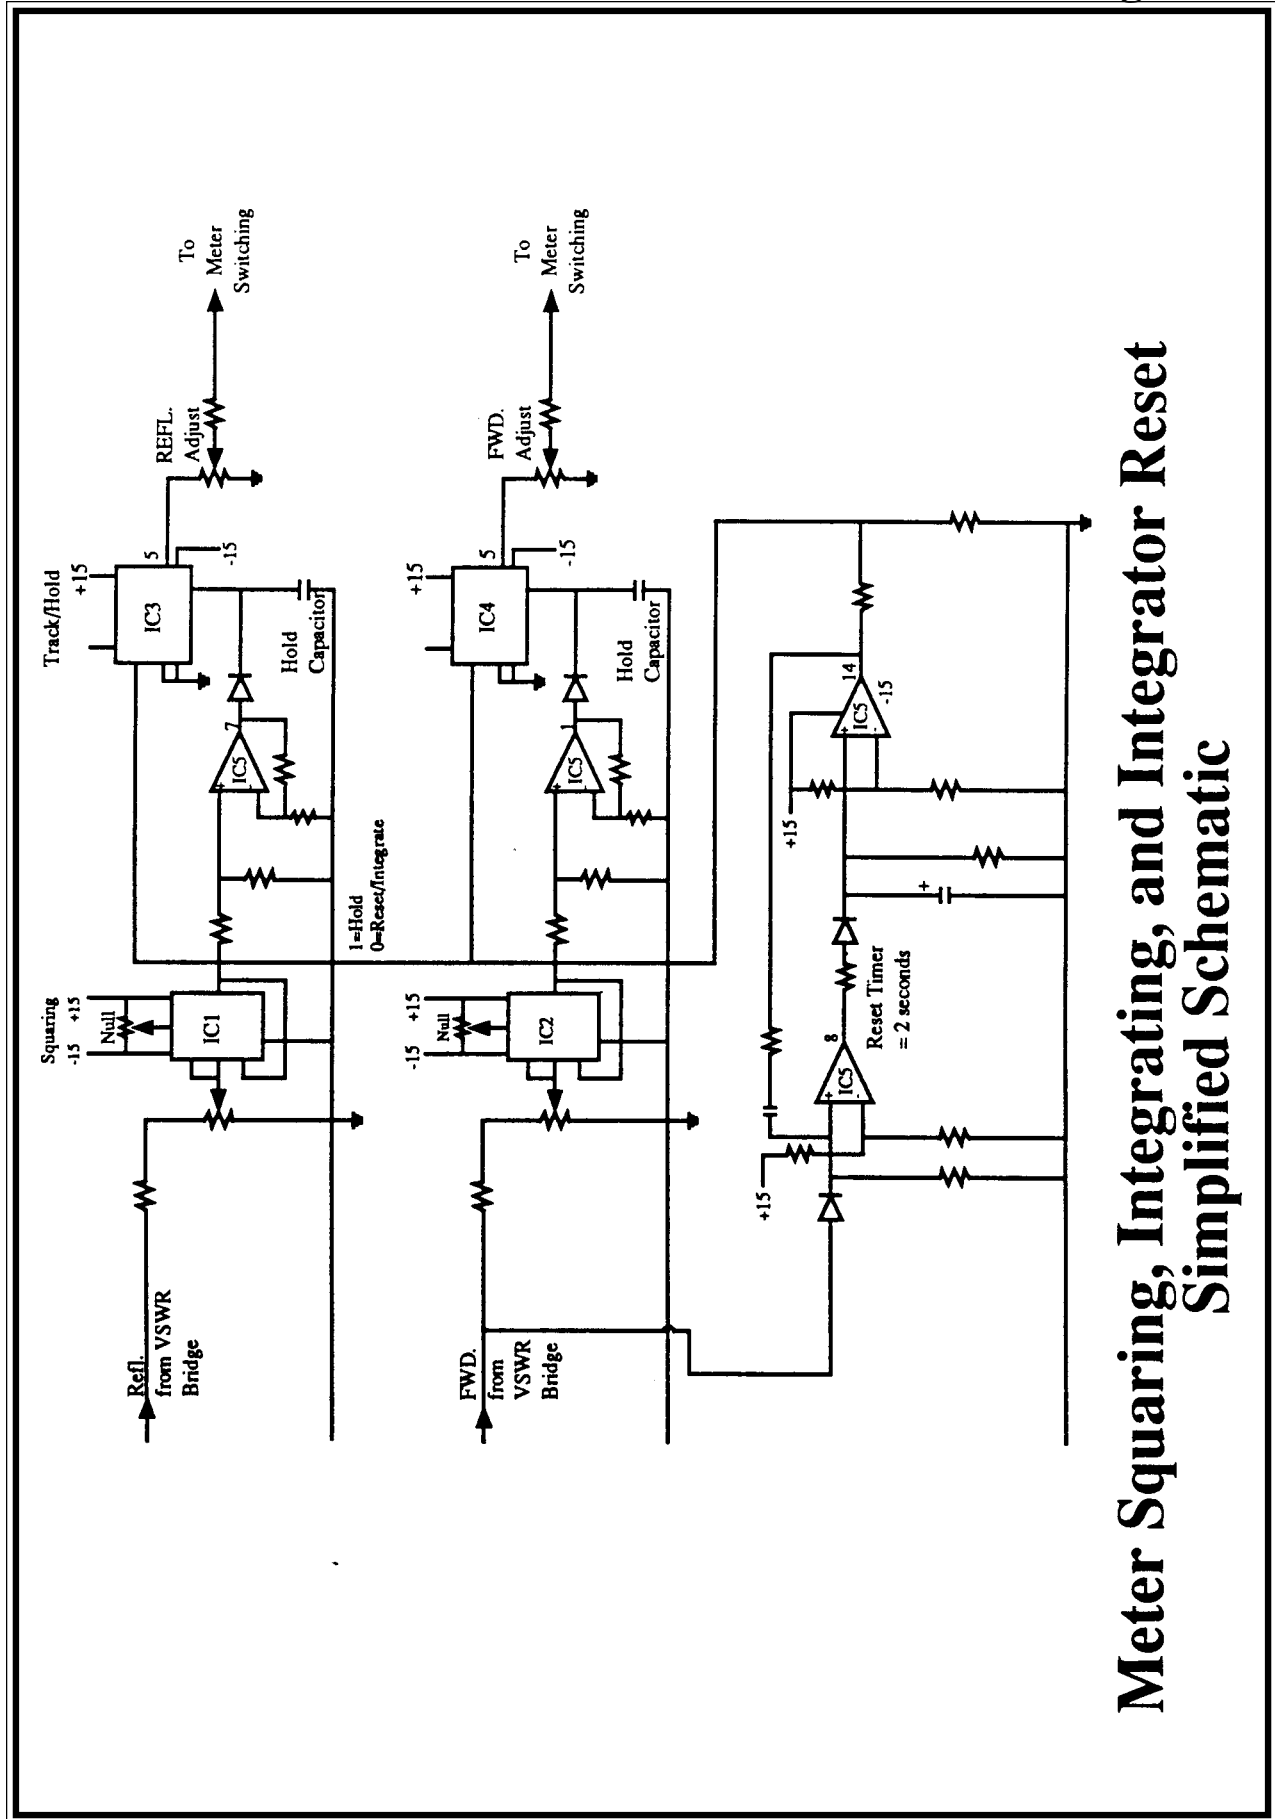 Squaring
-15 +15
Null
IC1
Track/Hold
+15
IC3
5
-15
REFL.
Adjust
To
Meter
Switching
Refl.
from VSWR
Bridge
+
-
IC5
7
Hold
Capacitor
1=Hold
0=Reset/Integrate
-15 +15
Null
IC2
+15
IC4
5
-15
FWD.
Adjust
To
Meter
Switching
FWD.
from
VSWR
Bridge
+
-
IC5
1
Hold
Capacitor
+15
+
-
IC5
8
Reset Timer
= 2 seconds
+
+15
+
-
IC5
14
-15
Meter Squaring, Integrating, and Integrator Reset
Simplified Schematic